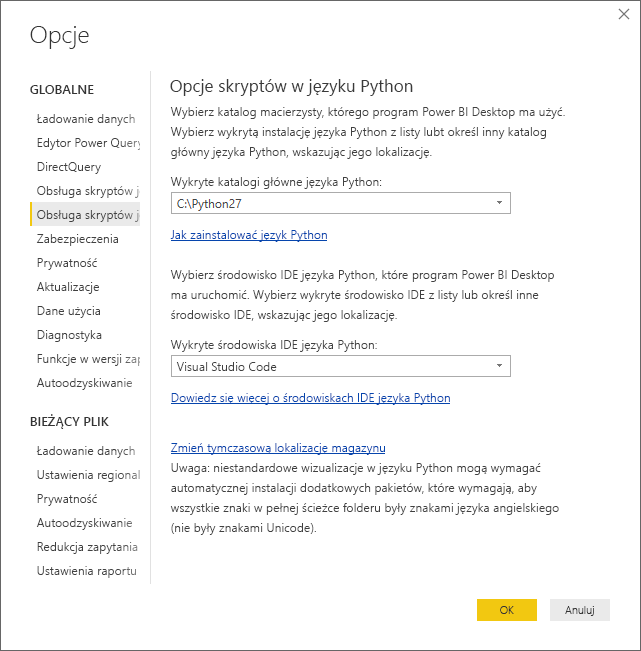 Opcje
GLOBALNE
Ładowanie danych
Edytor Power Query
DirectQuery
Obsługa skryptów j
Obsługa skryptów j
Zabezpieczenia
Prywatność
Aktualizacje
Dane użycia
Diagnostyka
Funkcje w wersji zap
Autoodzyskiwanie
BIEŻĄCY PLIK
Ładowanie danych
Ustawienia regional
Prywatność
Autoodzyskiwanie
Redukcja zapytania
Ustawienia raportu
Opcje skryptów w języku Python
Wybierz katalog macierzysty, którego program Power BI Desktop ma użyć.
Wybierz wykrytą instalację języka Python z listy lubt określ inny katalog
główny języka Python, wskazując jego lokalizację.
Wykryte katalogi główne języka Python:
C:\Python27
Jak zainstalować język Python
Wybierz środowisko IDE języka Python, które program Power BI Desktop
ma uruchomić. Wybierz wykryte środowisko IDE z listy lub określ inne
środowisko IDE, wskazując jego lokalizację.
Wykryte środowiska IDE języka Python:
Visual Studio Code
Dowiedz się więcej o środowiskach IDE języka Python
Zmień tymczasową lokalizację magazynu
Uwaga: niestandardowe wizualizacje w języku Python mogą wymagać
automatycznej instalacji dodatkowych pakietów, które wymagają, aby
wszystkie znaki w pełnej ścieżce folderu były znakami języka angielskiego
(nie były znakami Unicode).
OK
Anuluj